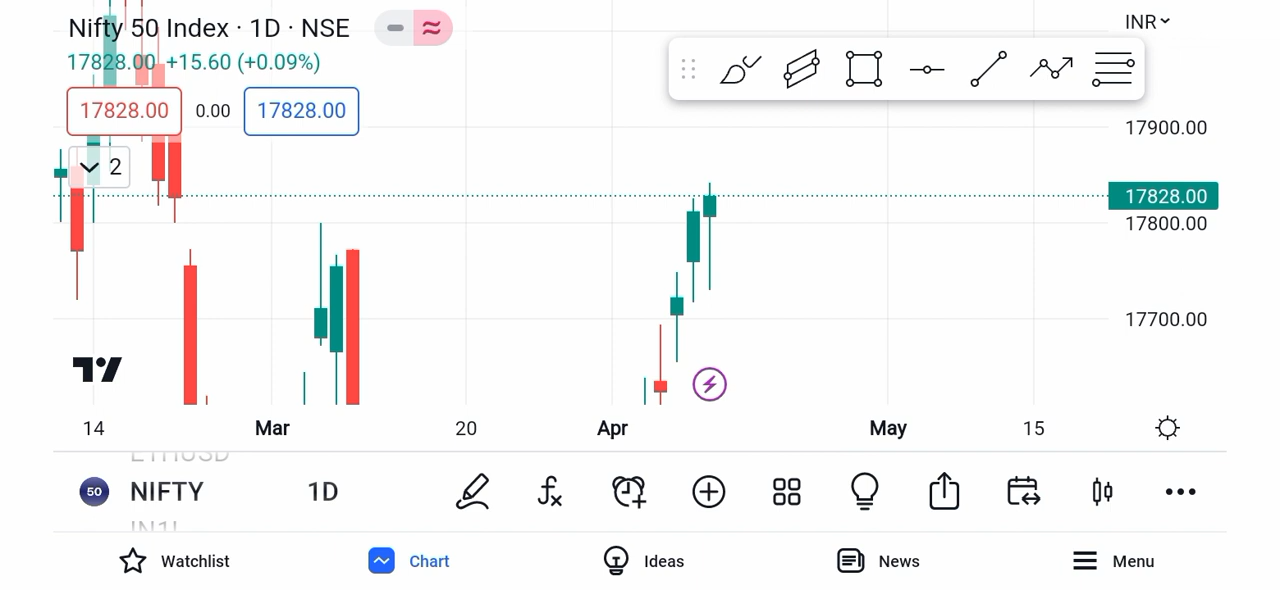 Nifty 50 Index · 1D · NSE
INR
17828.00 +15.60 (+0.09%)
17828.00 0.00 17828.00
17900.00
2
17828.00
17800.00
17700.00
14 Mar 20 Apr May 15
ETHUSD
50 NIFTY 1D
Watchlist Chart Ideas News Menu